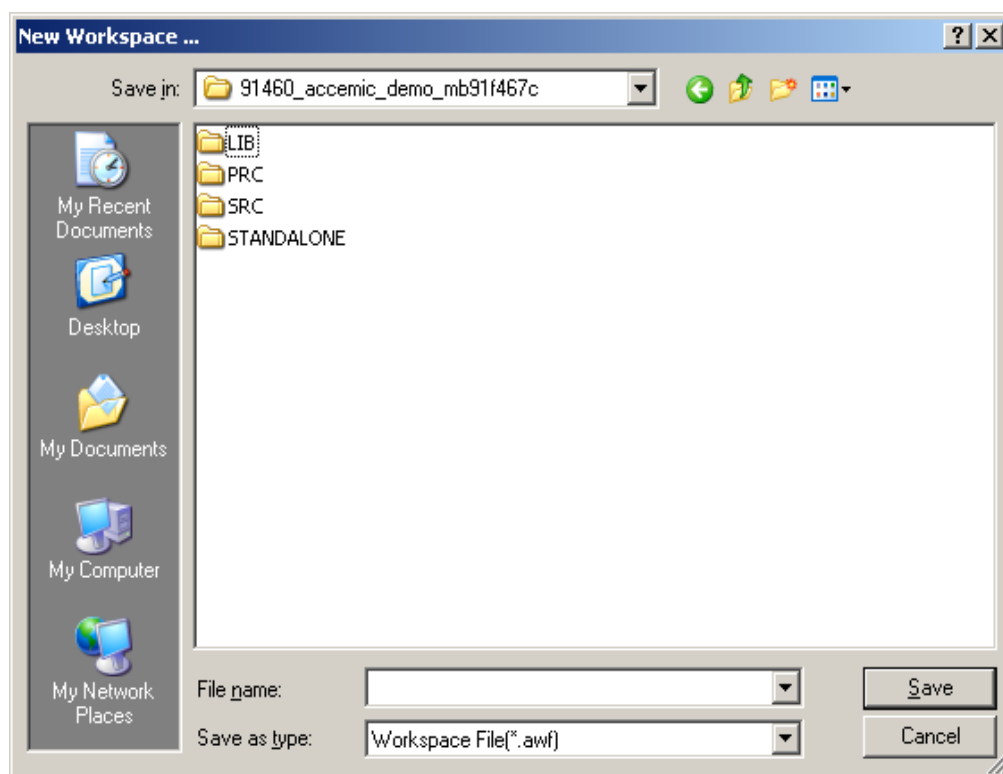 New Workspace ...
Save in:
91460_accemic_demo_mb91f467c
My Recent
Documents
Desktop
My Documents
My Computer
My Network
Places
LIB
PRC
SRC
STANDALONE
File name:
Save
Save as type:
Workspace File(*.awf)
Cancel